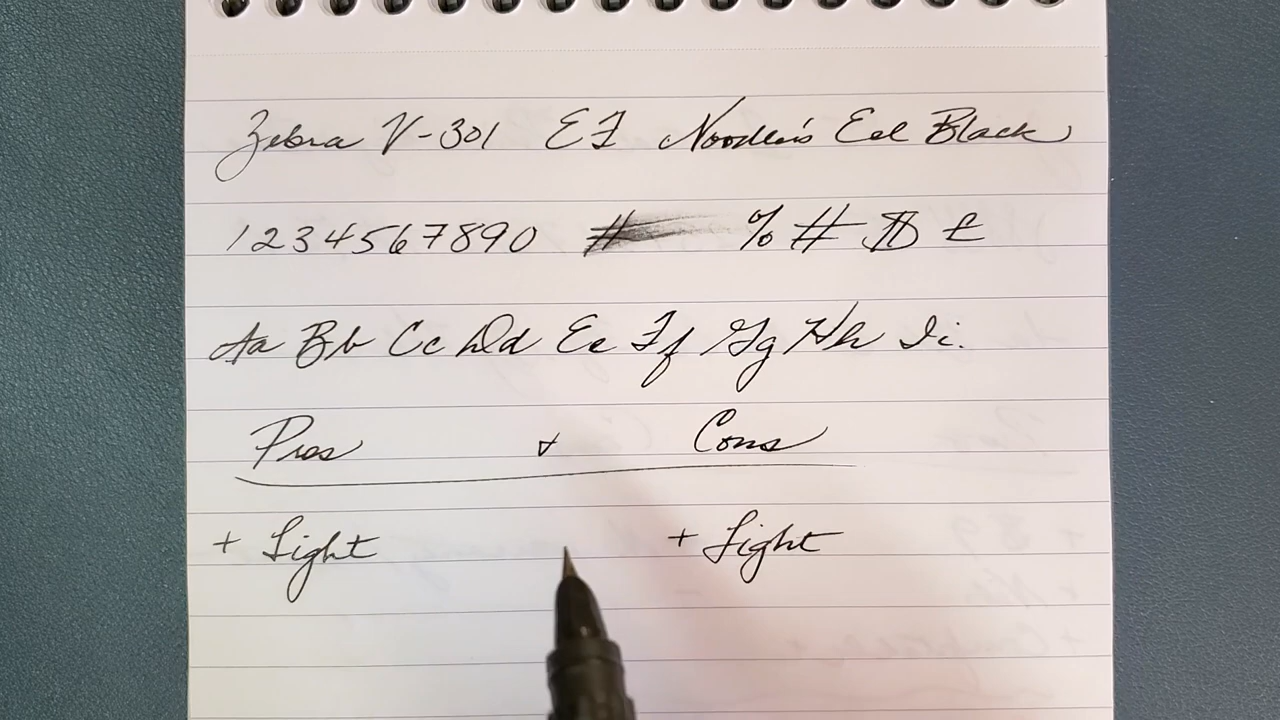 Zebra V-301 EF Noodler's Eel Black
1234567890 # % # $ £
Aa Bb Cc Dd Ee Ff Gg Hh Ii.
Pros & Cons
+ Light + Light